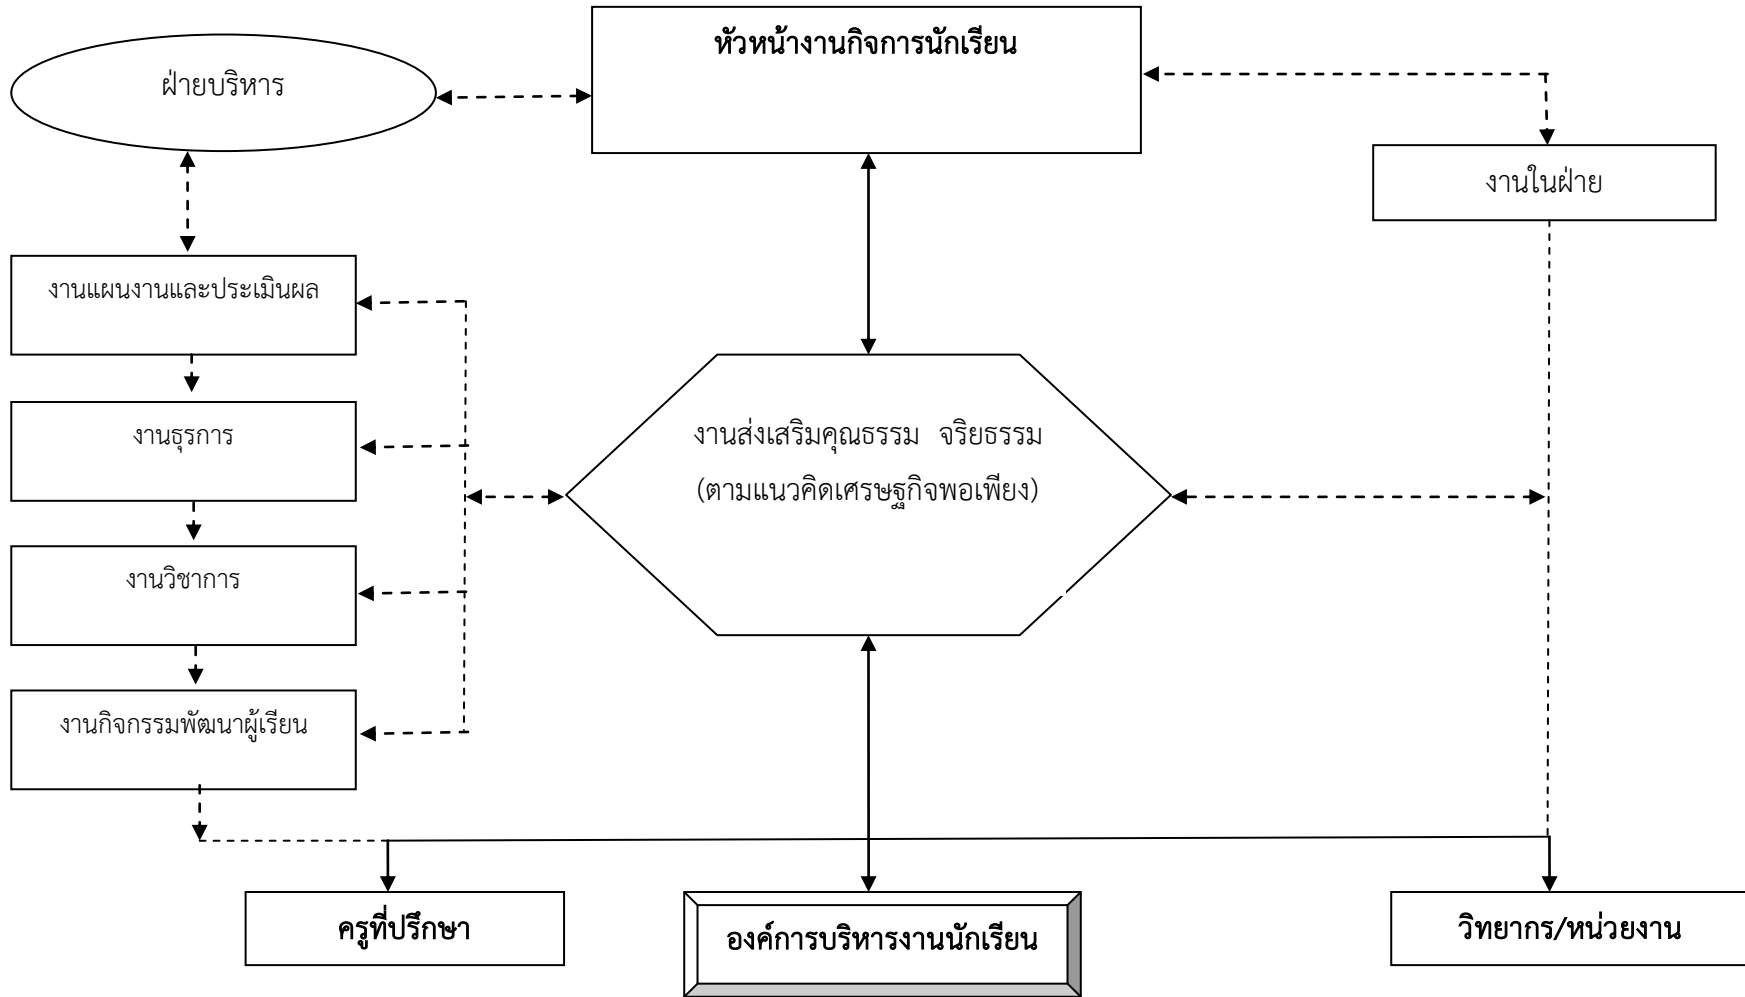 หัวหน้างานกิจการนักเรียน
ฝ่ายบริหาร
งานในฝ่าย
งานแผนงานและประเมินผล
งานธุรการ
งานส่งเสริมคุณธรรม จริยธรรม
(ตามแนวคิดเศรษฐกิจพอเพียง)
งานวิชาการ
งานกิจกรรมพัฒนาผู้เรียน
ครูที่ปรึกษา
องค์การบริหารงานนักเรียน
วิทยากร/หน่วยงาน